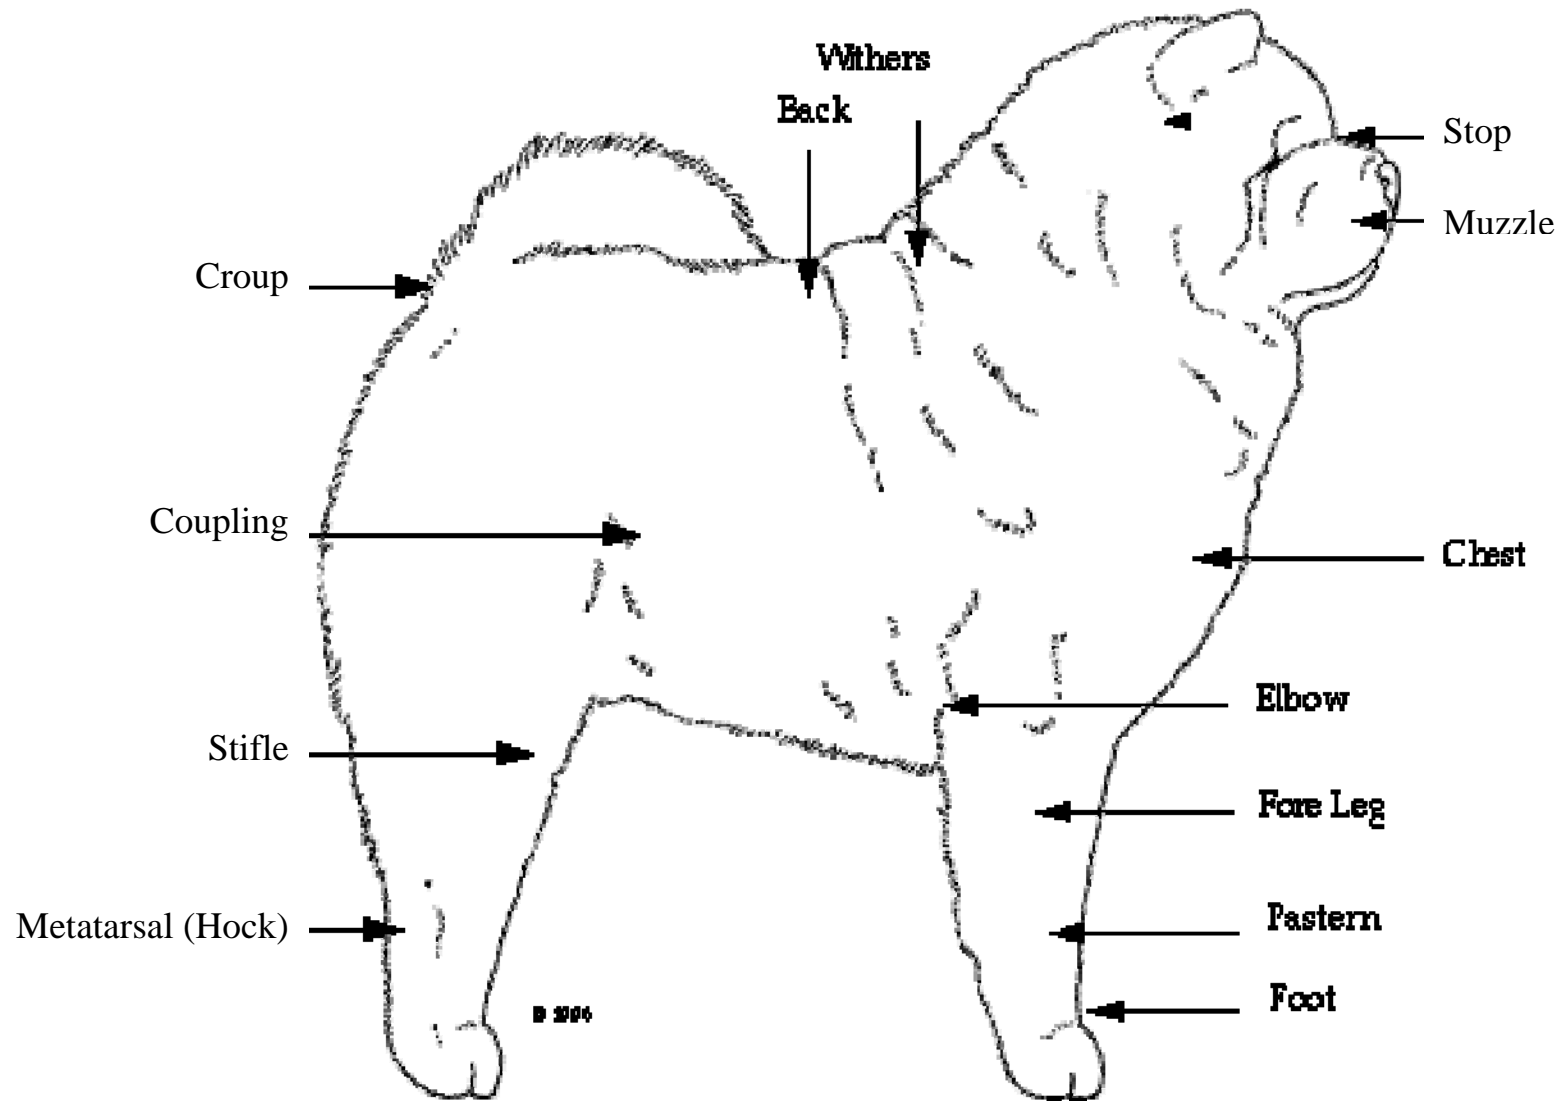 Withers
Back
Stop
Muzzle
Croup
Coupling
Chest
Elbow
Stifle
Fore Leg
Metatarsal (Hock)
Pastern
Foot